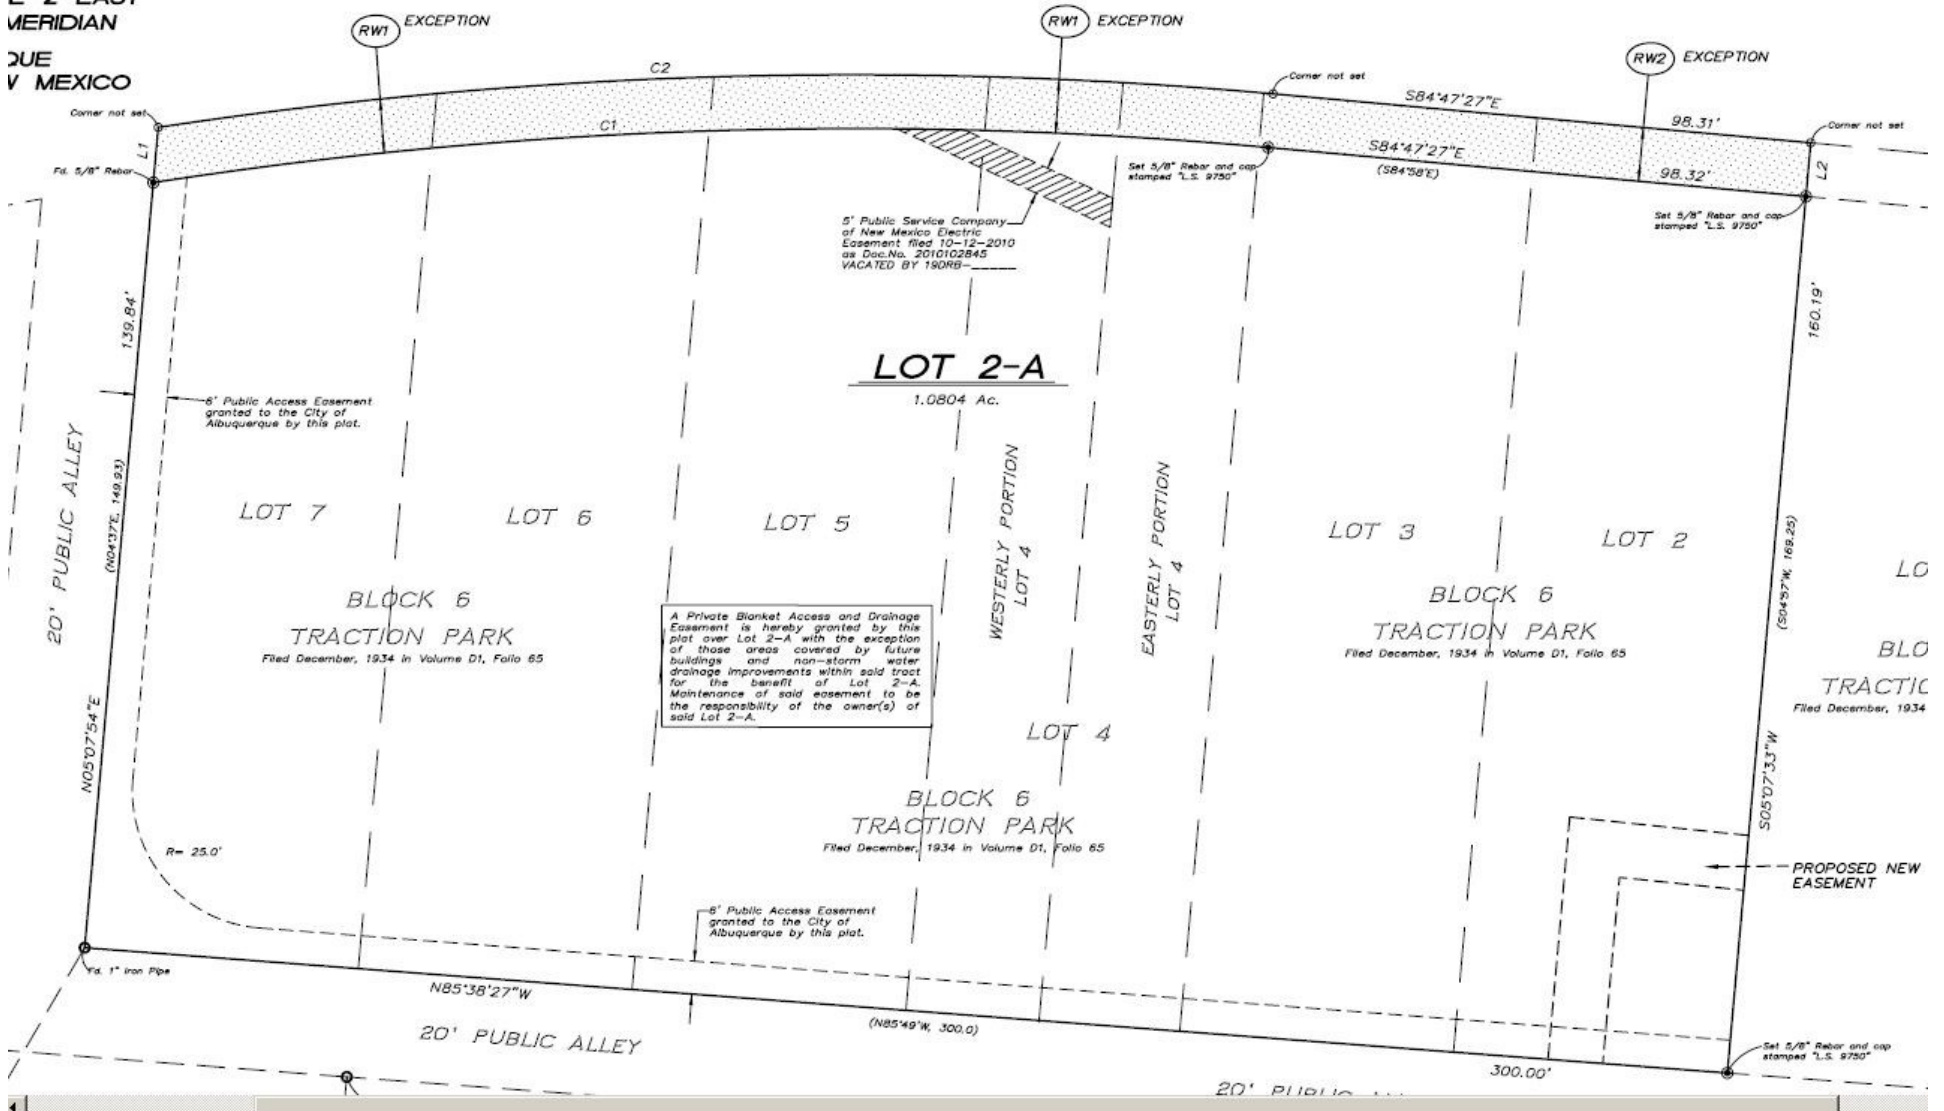 E 2 EAST
MERIDIAN
QUE
W MEXICO
RW1 EXCEPTION
RW1 EXCEPTION
RW2 EXCEPTION
C2
Corner not set
Corner not set
S84°47'27"E
98.31'
Corner not set
L1
C1
S84°47'27"E
(S84°58'E)
98.32'
L2
Fd. 5/8" Rebar
Set 5/8" Rebar and cap
stamped "L.S. 9750"
Set 5/8" Rebar and cap
stamped "L.S. 9750"
5' Public Service Company
of New Mexico Electric
Easement filed 10-12-2010
as Doc.No. 2010102845
VACATED BY 19DRB-______
139.84'
160.19'
LOT 2-A
1.0804 Ac.
6' Public Access Easement
granted to the City of
Albuquerque by this plat.
20' PUBLIC ALLEY
(N04°37'E, 149.93)
N05°07'54"E
LOT 7
LOT 6
LOT 5
WESTERLY PORTION
LOT 4
EASTERLY PORTION
LOT 4
LOT 3
LOT 2
(S04°57'W, 169.25)
S05°07'33"W
LO
BLO
TRACTIC
Filed December, 1934
BLOCK 6
TRACTION PARK
Filed December, 1934 in Volume D1, Folio 65
A Private Blanket Access and Drainage
Easement is hereby granted by this
plat over Lot 2-A with the exception
of those areas covered by future
buildings and non-storm water
drainage improvements within said tract
for the benefit of Lot 2-A.
Maintenance of said easement to be
the responsibility of the owner(s) of
said Lot 2-A.
BLOCK 6
TRACTION PARK
Filed December, 1934 in Volume D1, Folio 65
LOT 4
BLOCK 6
TRACTION PARK
Filed December, 1934 in Volume D1, Folio 65
R= 25.0'
PROPOSED NEW
EASEMENT
6' Public Access Easement
granted to the City of
Albuquerque by this plat.
Fd. 1" Iron Pipe
N85°38'27"W
(N85°49'W, 300.0)
20' PUBLIC ALLEY
300.00'
Set 5/8" Rebar and cap
stamped "L.S. 9750"
20' PUBLIC